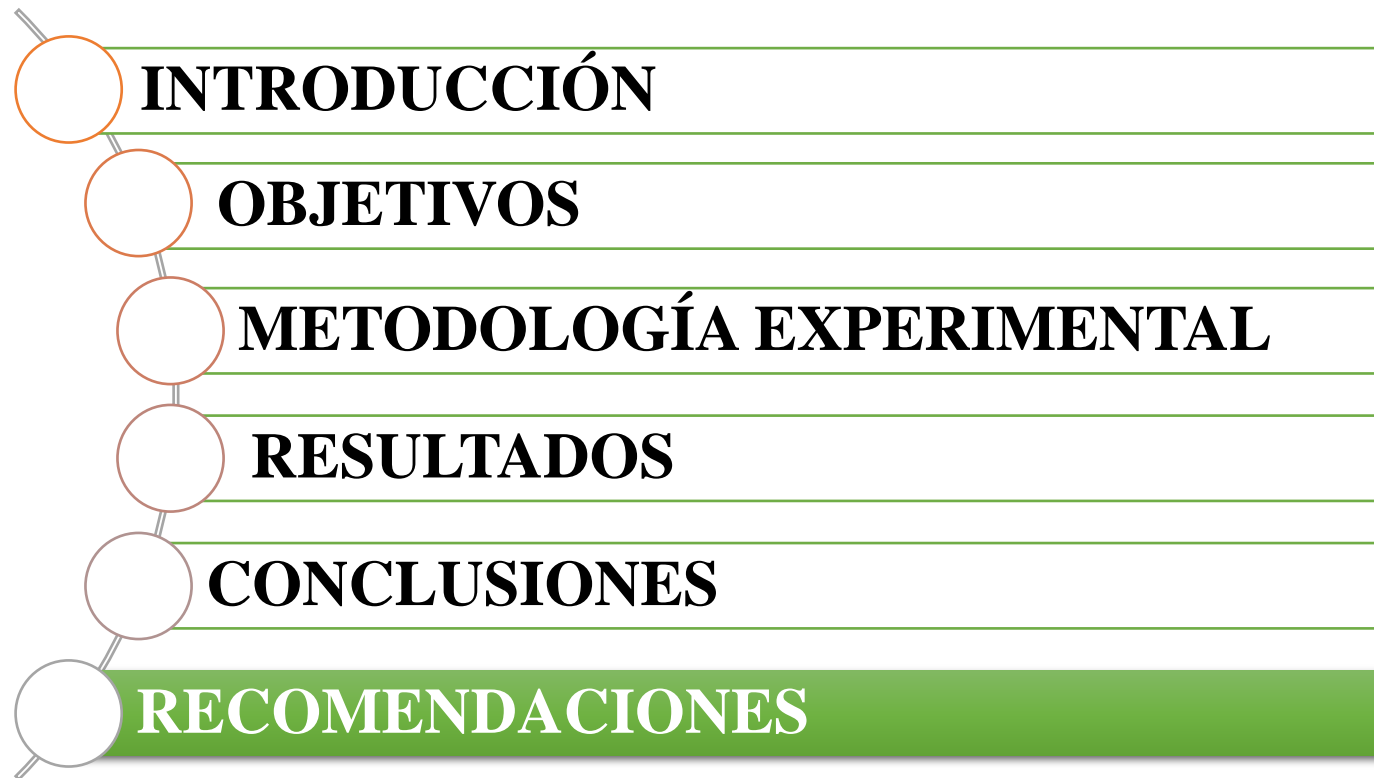 INTRODUCCIÓN
OBJETIVOS
METODOLOGÍA EXPERIMENTAL
RESULTADOS
CONCLUSIONES
RECOMENDACIONES